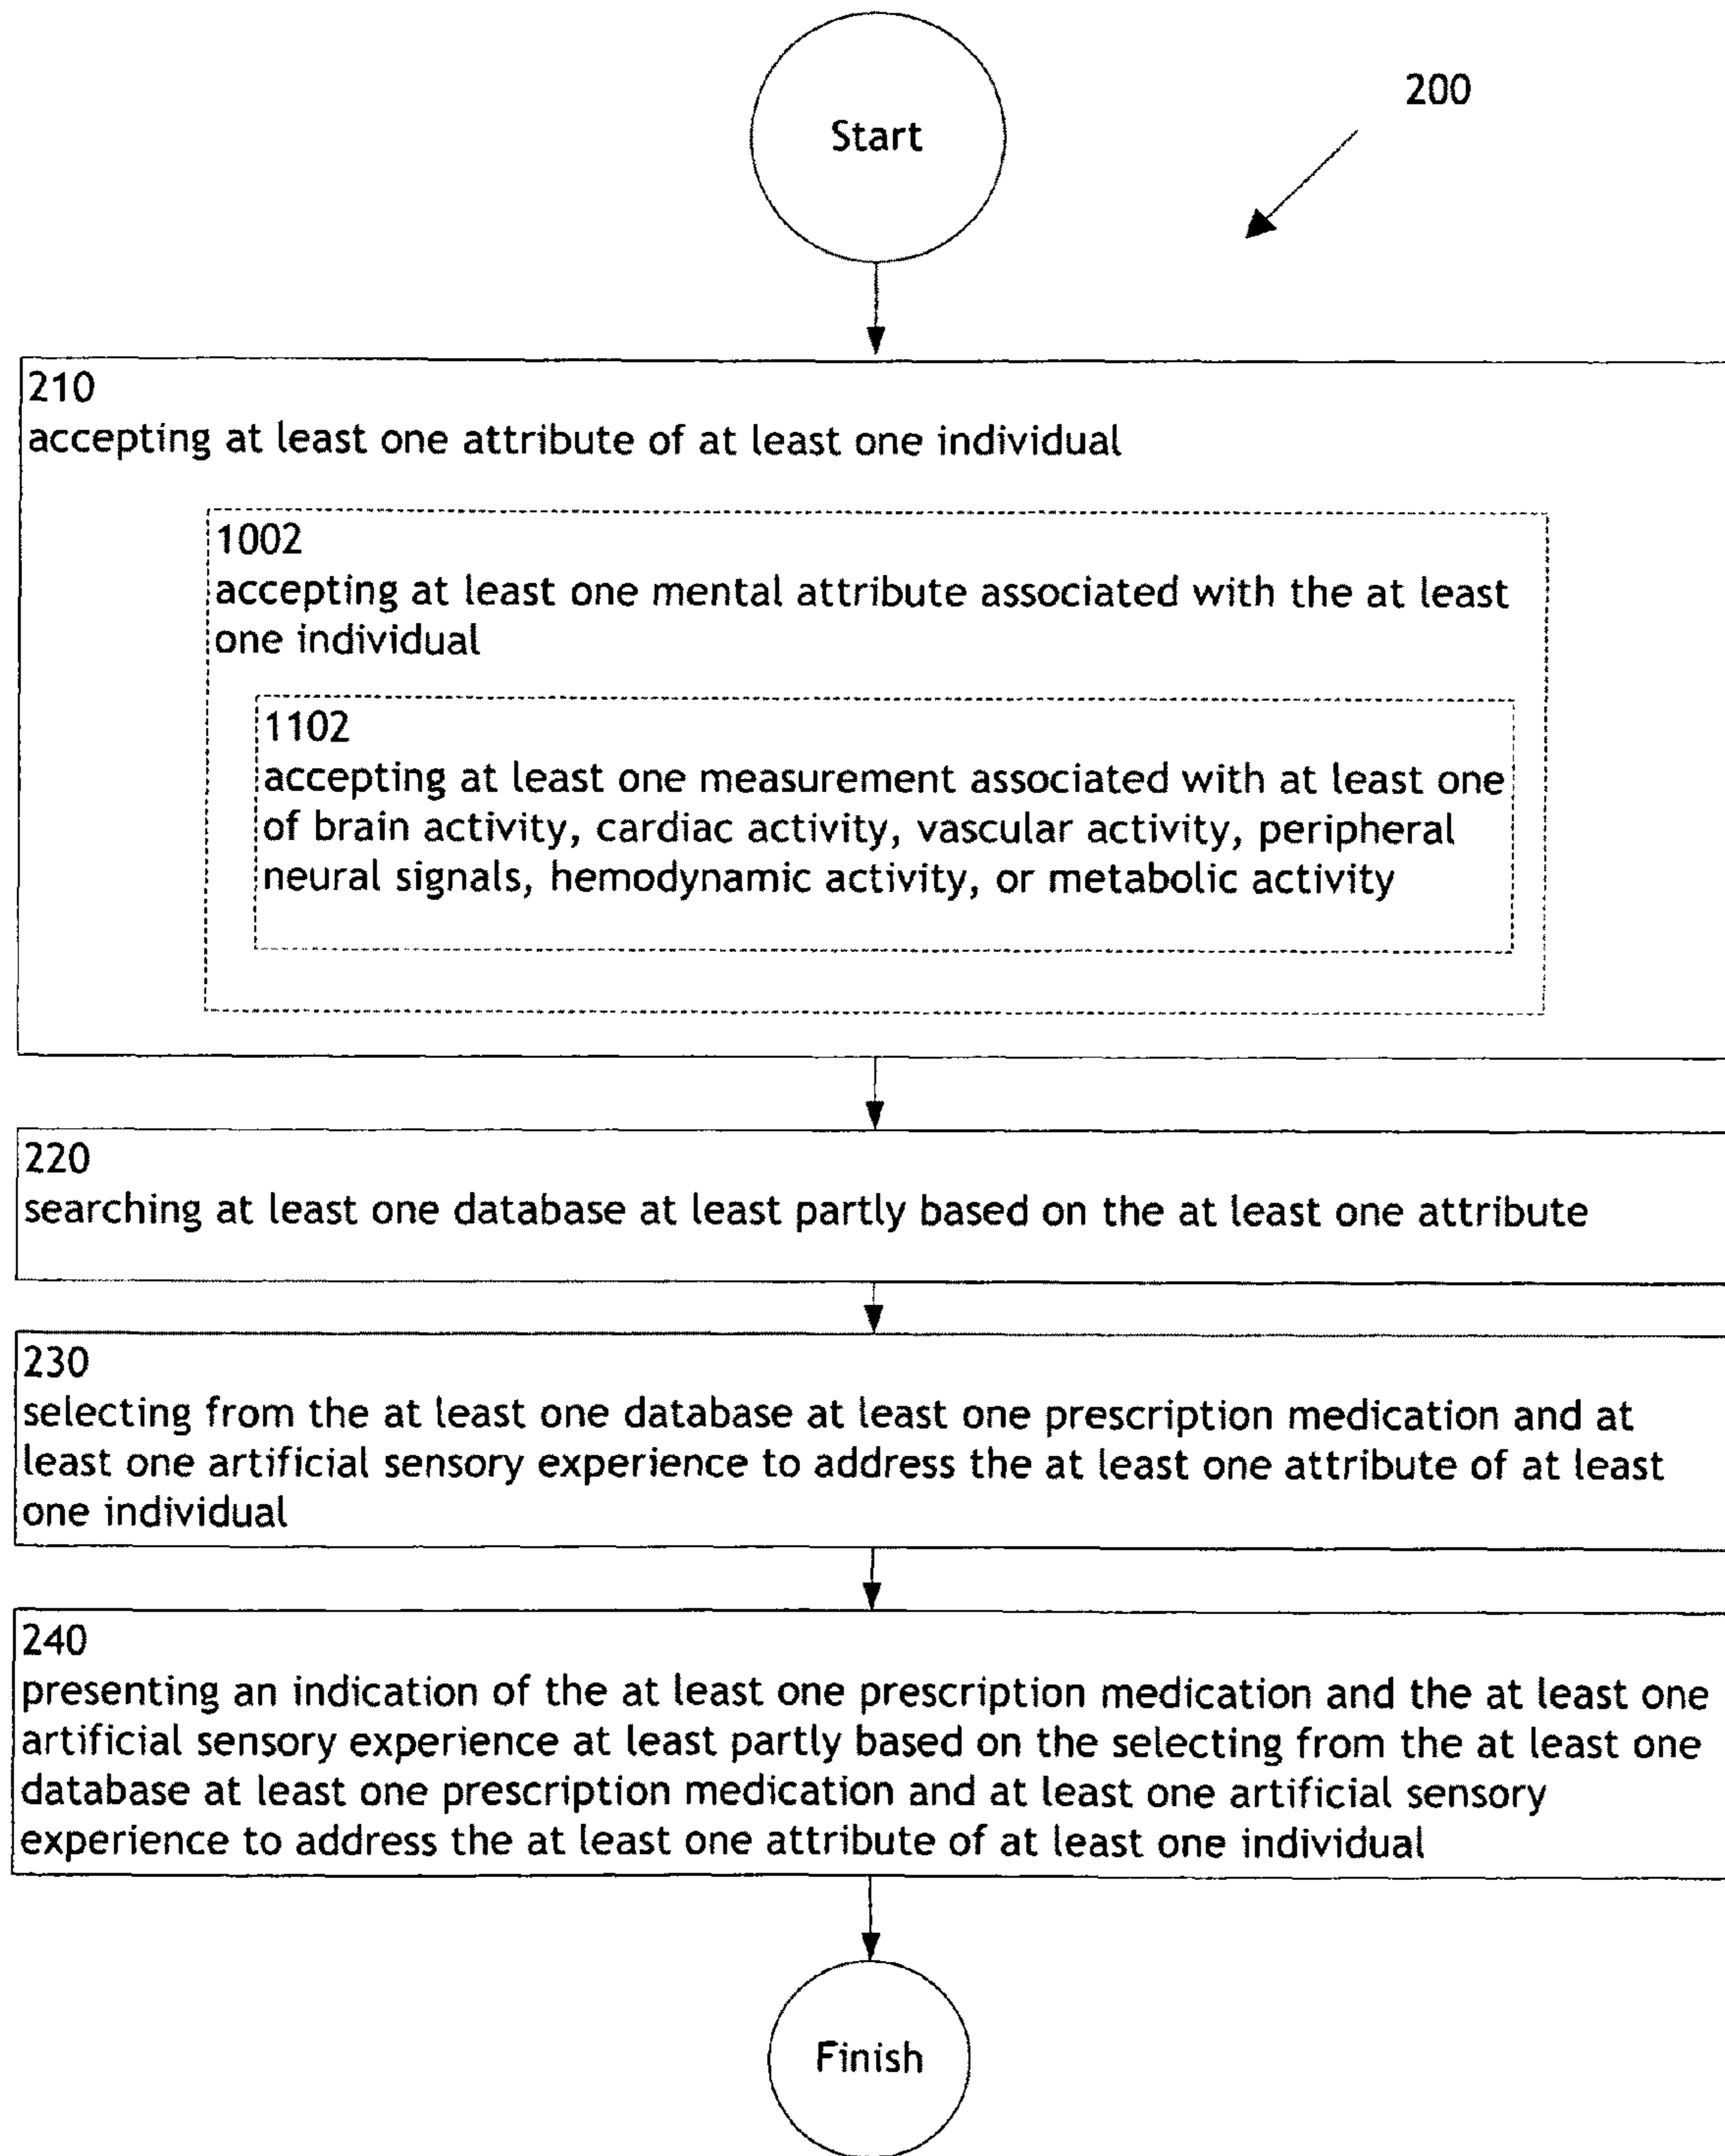 Start
200
210
accepting at least one attribute of at least one individual
1002
accepting at least one mental attribute associated with the at least
one individual
1102
accepting at least one measurement associated with at least one
of brain activity, cardiac activity, vascular activity, peripheral
neural signals, hemodynamic activity, or metabolic activity
220
searching at least one database at least partly based on the at least one attribute
230
selecting from the at least one database at least one prescription medication and at
least one artificial sensory experience to address the at least one attribute of at least
one individual
240
presenting an indication of the at least one prescription medication and the at least one
artificial sensory experience at least partly based on the selecting from the at least one
database at least one prescription medication and at least one artificial sensory
experience to address the at least one attribute of at least one individual
Finish